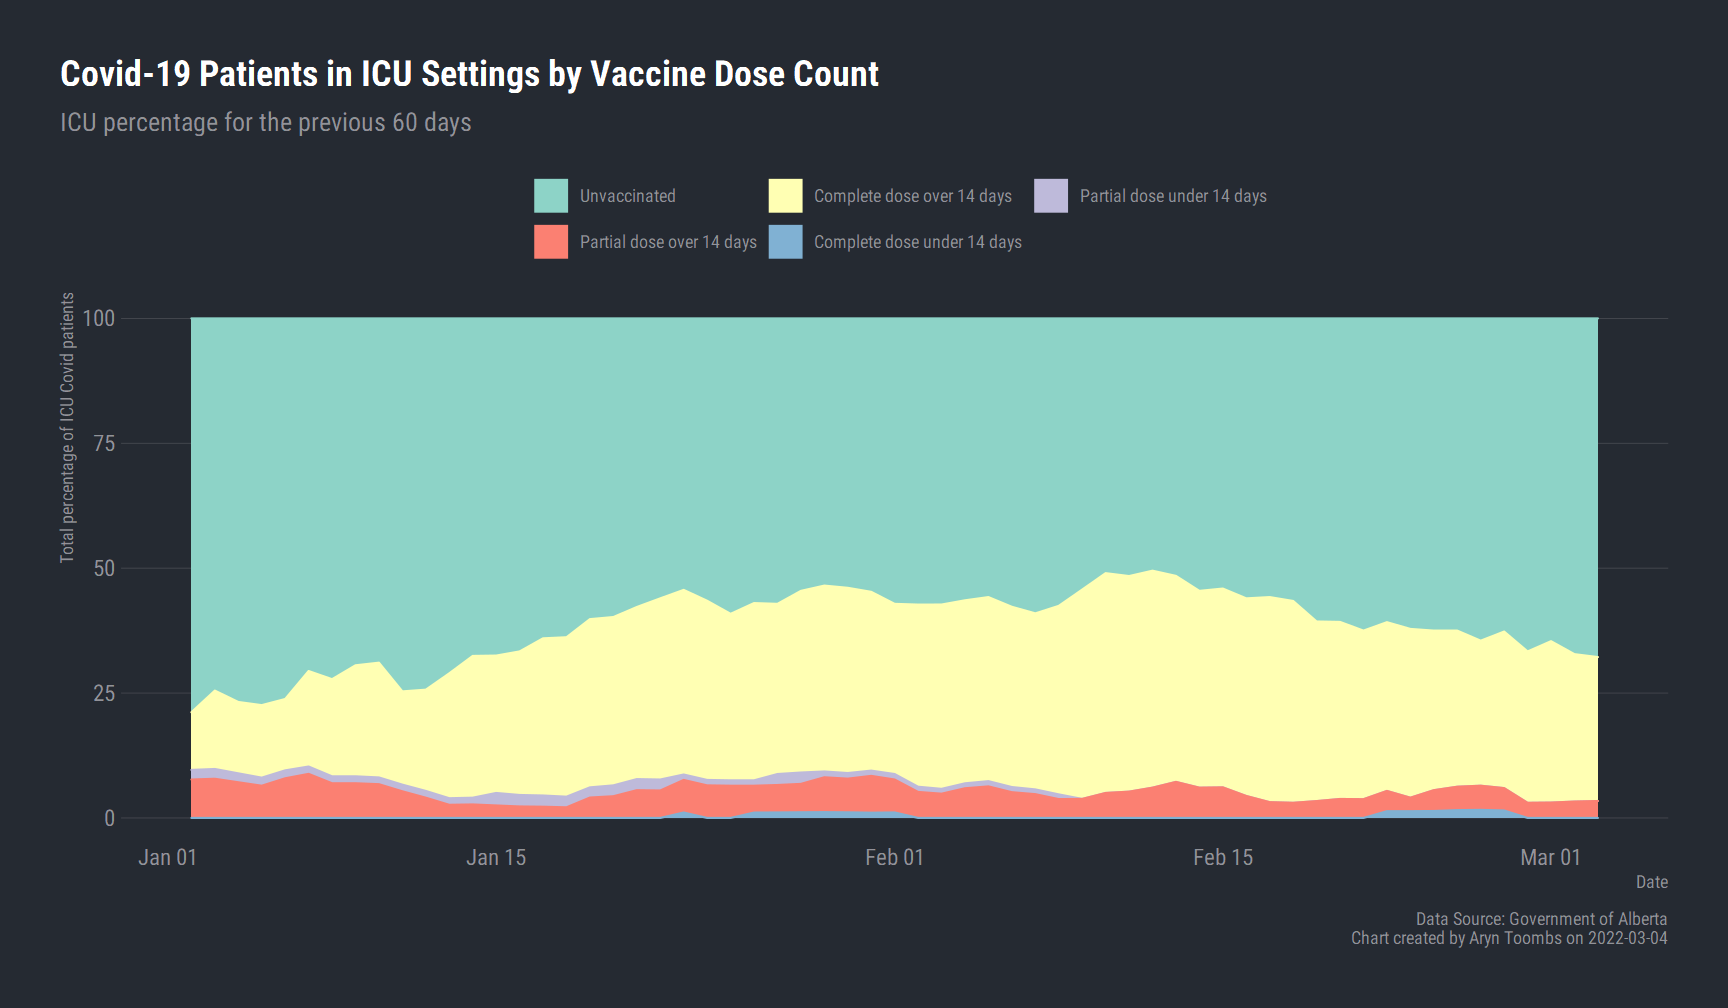 Covid-19 Patients in ICU Settings by Vaccine Dose Count
ICU percentage for the previous 60 days
Unvaccinated
Complete dose over 14 days
Partial dose under 14 days
Partial dose over 14 days
Complete dose under 14 days
Total percentage of ICU Covid patients
100
75
50
25
0
Jan 01
Jan 15
Feb 01
Feb 15
Mar 01
Date
Data Source: Government of Alberta
Chart created by Aryn Toombs on 2022-03-04